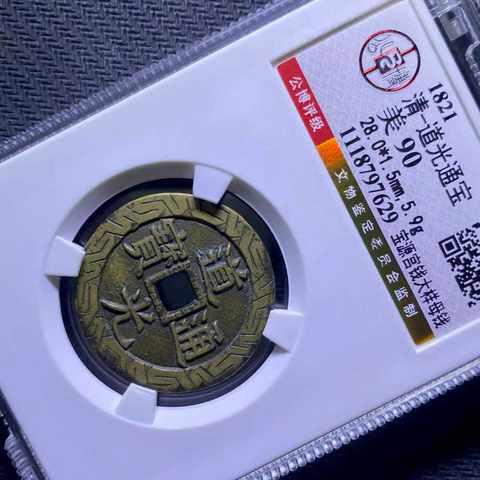 1821
清-道光通宝
美 90
28.0*1.5mm,5.9g
1118797629
宝源宫钱大样母钱
公博评级
文物鉴定委员会监制
道光通寶